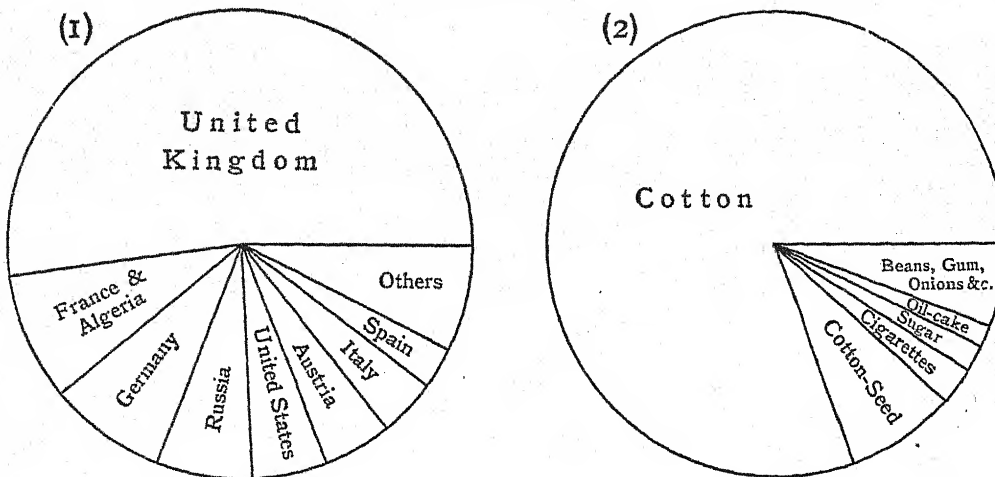 (1)
United
Kingdom
France &
Algeria
Germany
Russia
United States
Austria
Italy
Spain
Others
(2)
Cotton
Beans, Gum,
Onions &c.
Oil-cake
Sugar
Cigarettes
Cotton-Seed